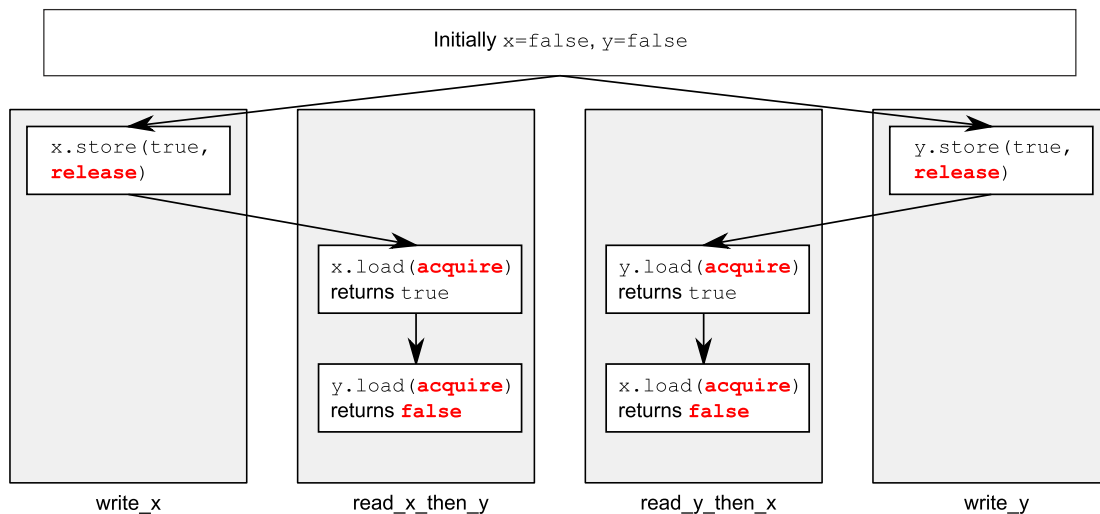 Initially x=false, y=false
x.store(true,
release)
y.store(true,
release)
x.load(acquire)
returns true
y.load(acquire)
returns true
y.load(acquire)
returns false
x.load(acquire)
returns false
write_x
read_x_then_y
read_y_then_x
write_y